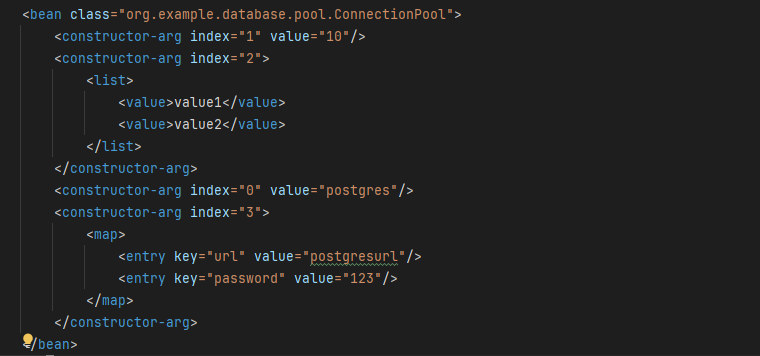 <bean class="org.example.database.pool.ConnectionPool">
    <constructor-arg index="1" value="10"/>
    <constructor-arg index="2">
        <list>
            <value>value1</value>
            <value>value2</value>
        </list>
    </constructor-arg>
    <constructor-arg index="0" value="postgres"/>
    <constructor-arg index="3">
        <map>
            <entry key="url" value="postgresurl"/>
            <entry key="password" value="123"/>
        </map>
    </constructor-arg>
</bean>